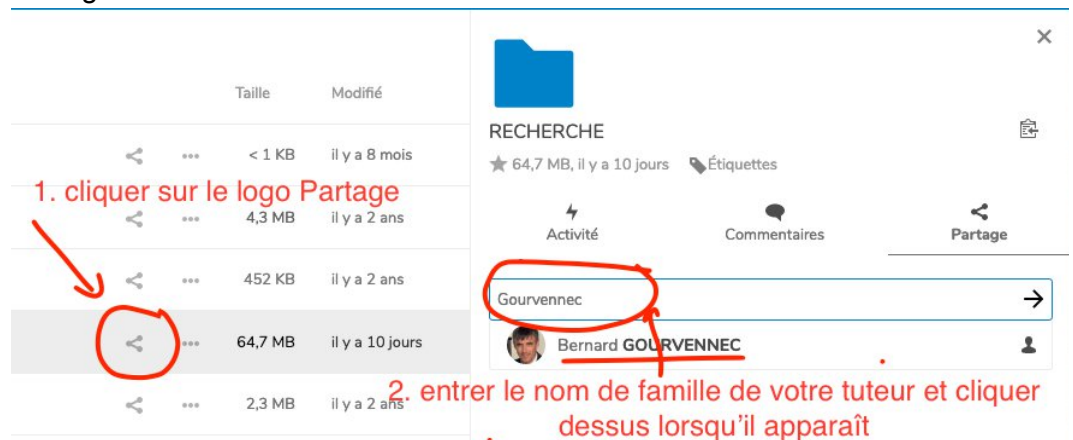 Taille Modifié
< 1 KB il y a 8 mois
1. cliquer sur le logo Partage
4,3 MB il y a 2 ans
452 KB il y a 2 ans
64,7 MB il y a 10 jours
2,3 MB il y a 2 ans
RECHERCHE
64,7 MB, il y a 10 jours Étiquettes
Activité Commentaires Partage
Gourvennec
Bernard GOURVENNEC
2. entrer le nom de famille de votre tuteur et cliquer
dessus lorsqu'il apparaît